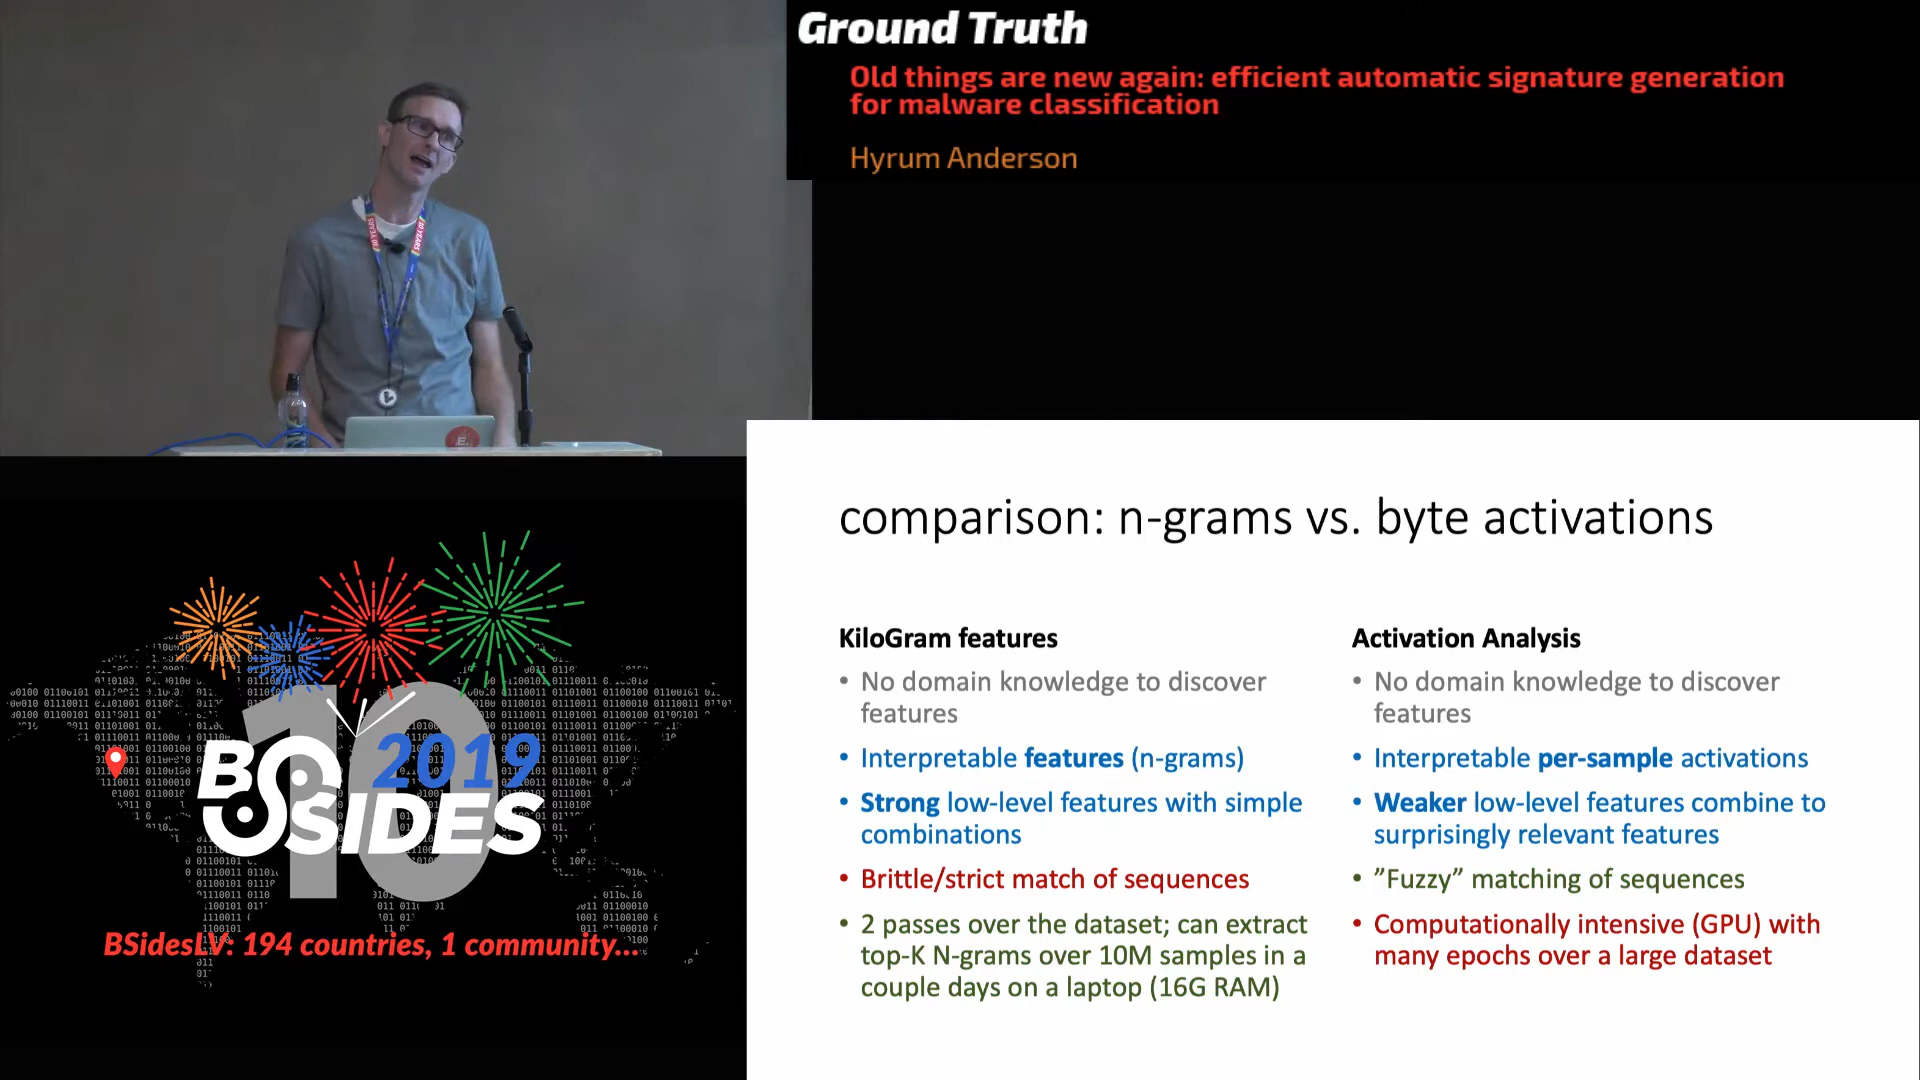 Ground Truth
Old things are new again: efficient automatic signature generation
for malware classification
Hyrum Anderson
10 YEARS
10 YEARS
E.
comparison: n-grams vs. byte activations
KiloGram features
• No domain knowledge to discover
features
• Interpretable features (n-grams)
• Strong low-level features with simple
combinations
• Brittle/strict match of sequences
• 2 passes over the dataset; can extract
top-K N-grams over 10M samples in a
couple days on a laptop (16G RAM)
Activation Analysis
• No domain knowledge to discover
features
• Interpretable per-sample activations
• Weaker low-level features combine to
surprisingly relevant features
• ”Fuzzy” matching of sequences
• Computationally intensive (GPU) with
many epochs over a large dataset
10
2019
BSIDES
BSidesLV: 194 countries, 1 community...